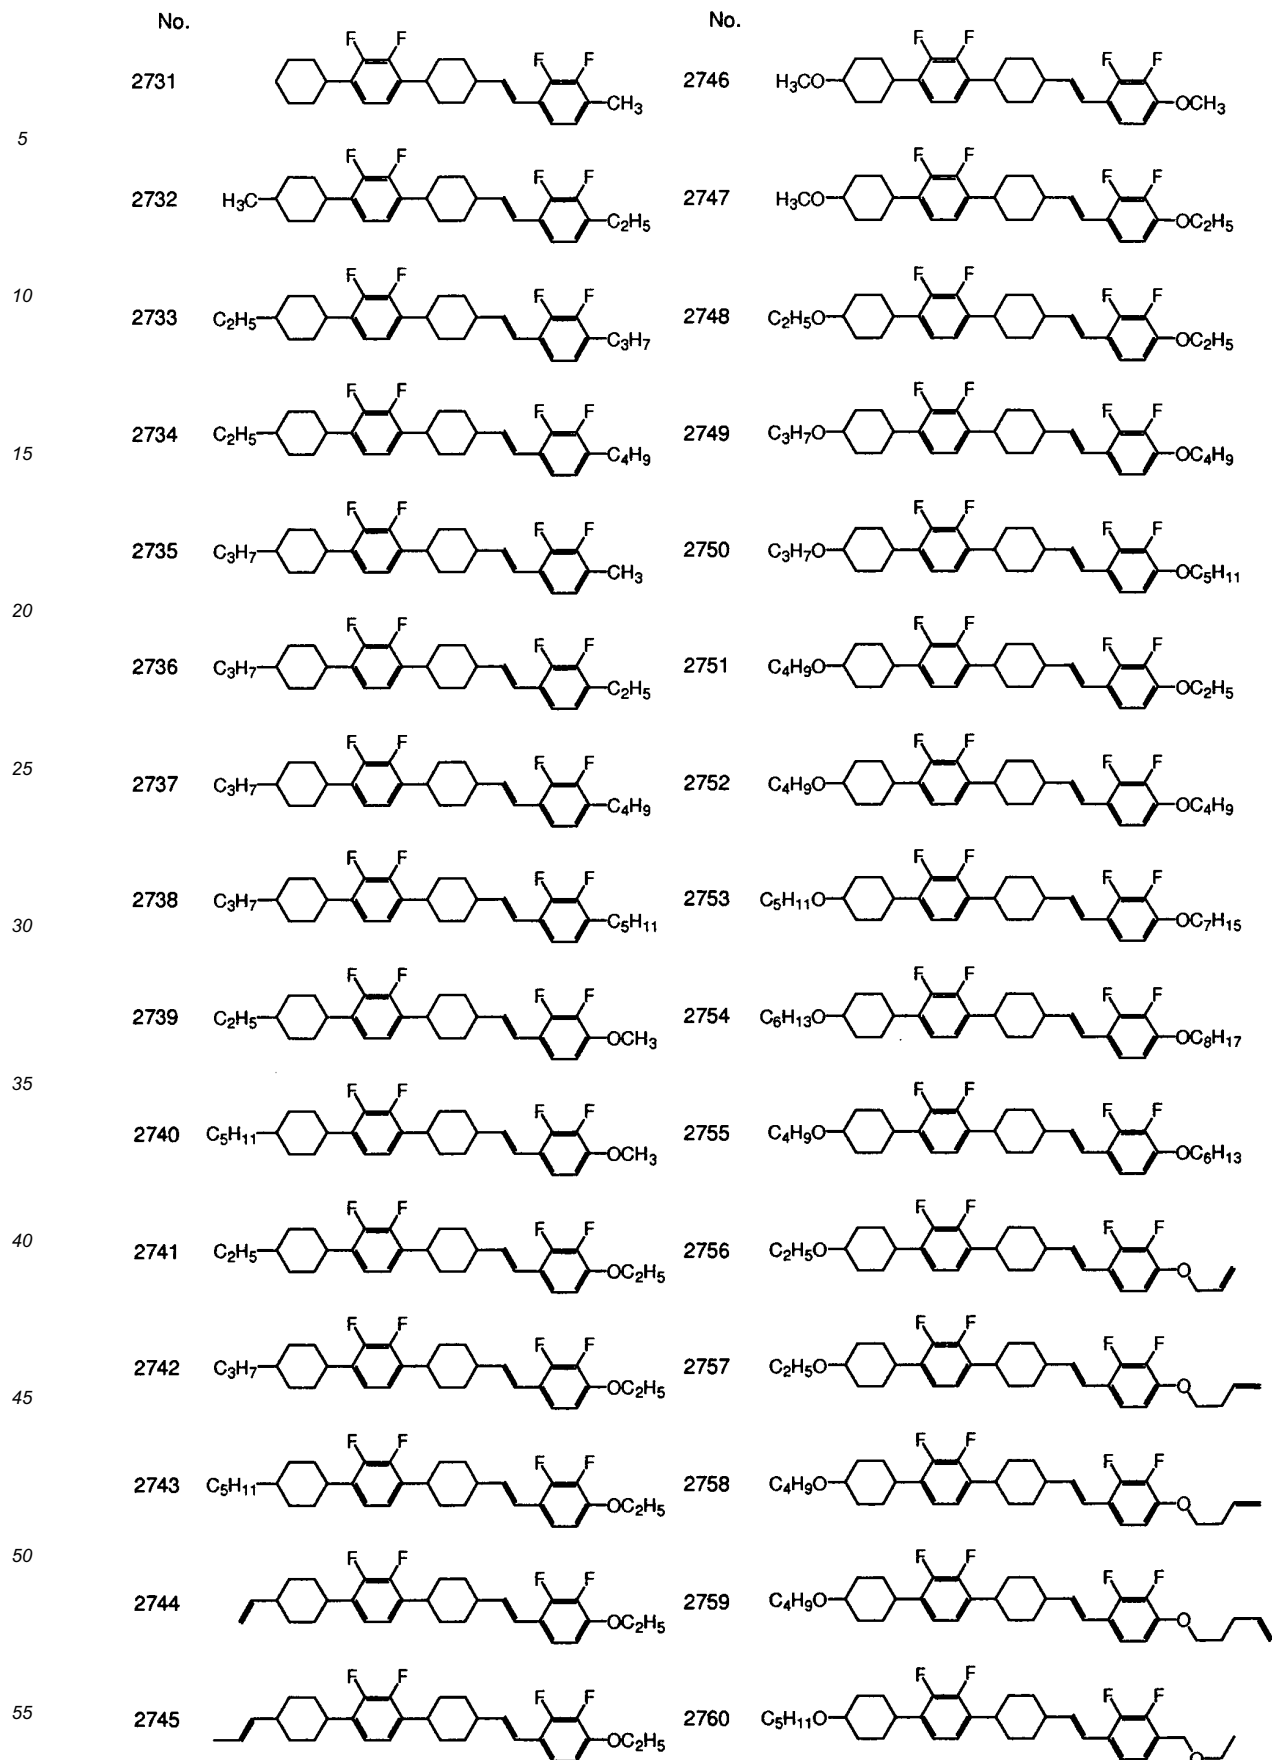 5
10
15
20
25
30
35
40
45
50
55
No.
F F
2731 F F
CH3
F F
2732 H3C F F
C2H5
F F
2733 C2H5 F F
C3H7
F F
2734 C2H5 F F
C4H9
F F
2735 C3H7 F F
CH3
F F
2736 C3H7 F F
C2H5
F F
2737 C3H7 F F
C4H9
F F
2738 C3H7 F F
C5H11
F F
2739 C2H5 F F
OCH3
F F
2740 C5H11 F F
OCH3
F F
2741 C2H5 F F
OC2H5
F F
2742 C3H7 F F
OC2H5
F F
2743 C5H11 F F
OC2H5
F F
2744 F F
OC2H5
F F
2745 F F
OC2H5
No.
F F
2746 H3CO F F
OCH3
F F
2747 H3CO F F
OC2H5
F F
2748 C2H5O F F
OC2H5
F F
2749 C3H7O F F
OC4H9
F F
2750 C3H7O F F
OC5H11
F F
2751 C4H9O F F
OC2H5
F F
2752 C4H9O F F
OC4H9
F F
2753 C5H11O F F
OC7H15
F F
2754 C6H13O F F
OC8H17
F F
2755 C4H9O F F
OC6H13
F F
2756 C2H5O F F
O
F F
2757 C2H5O F F
O
F F
2758 C4H9O F F
O
F F
2759 C4H9O F F
O
F F
2760 C5H11O F F
O